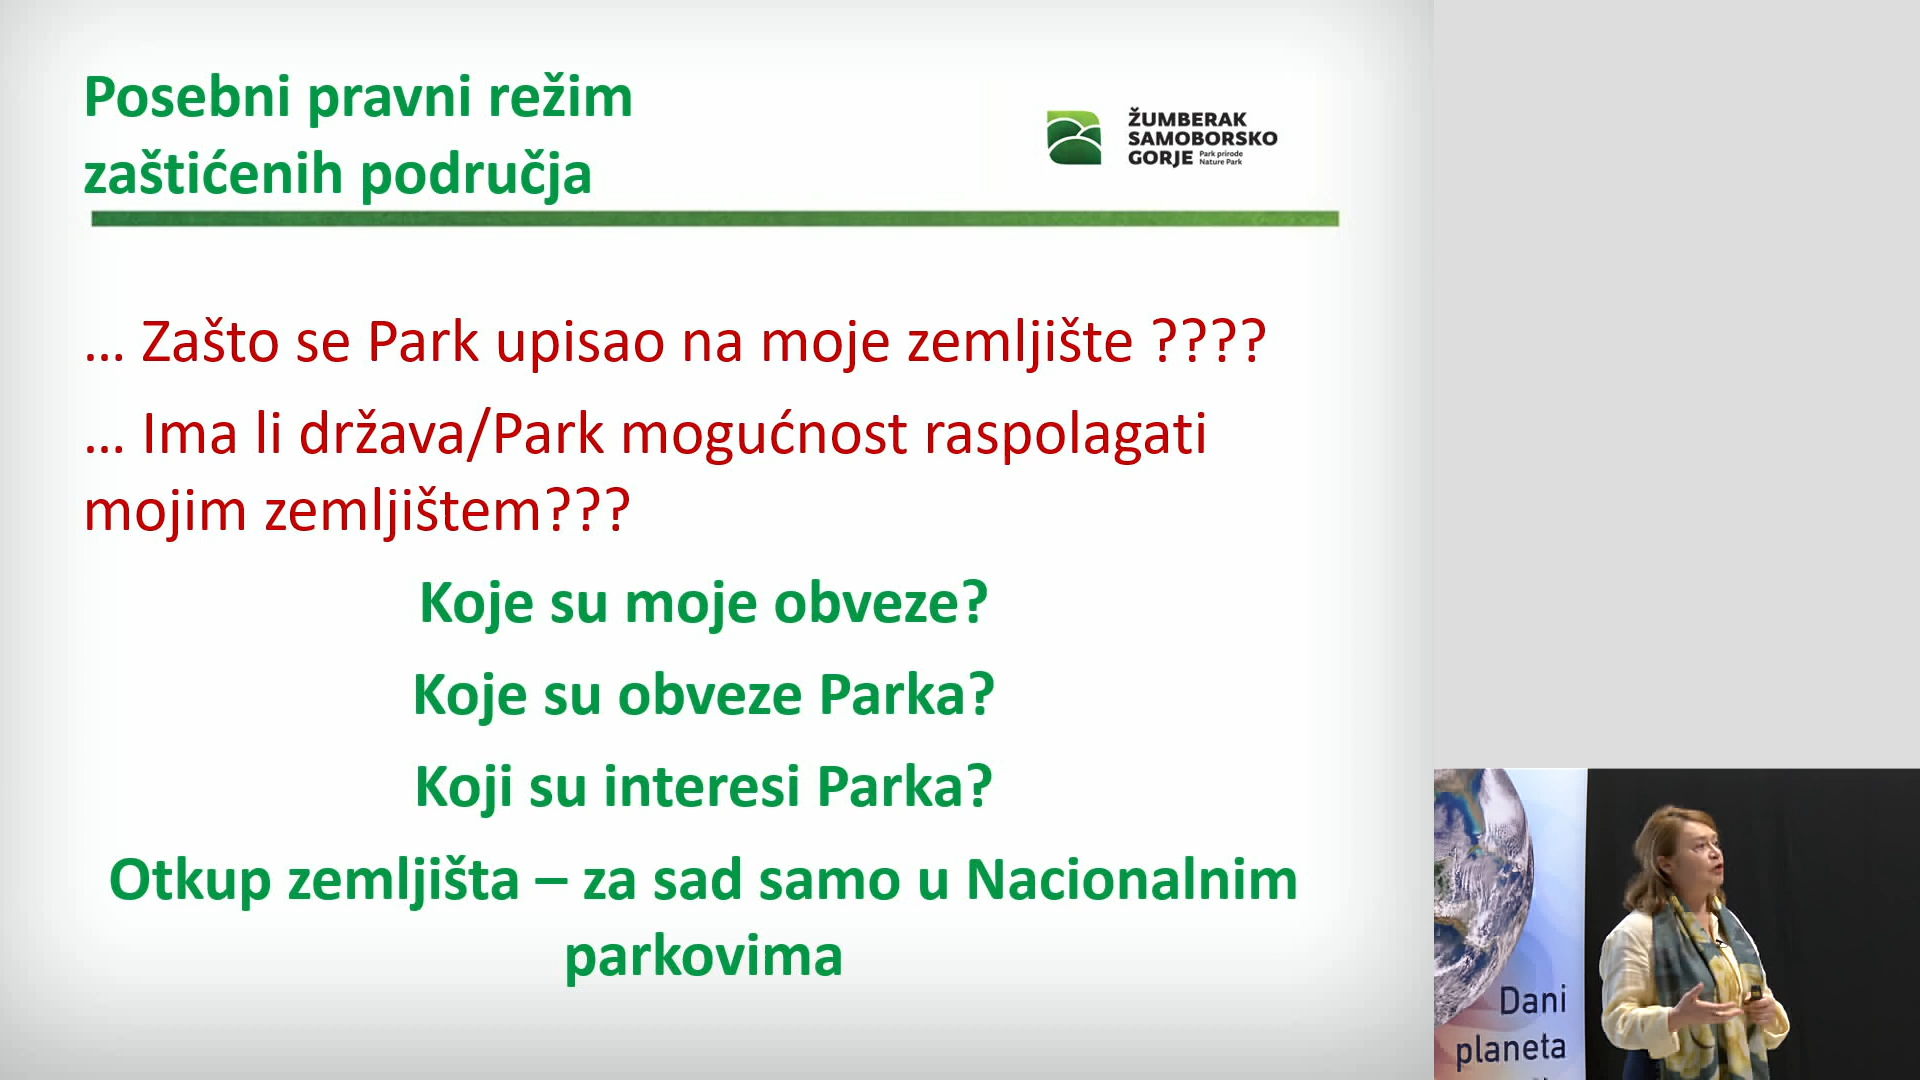 Posebni pravni režim
zaštićenih područja
ŽUMBERAK
SAMOBORSKO
GORJE Park prirode
Nature Park
... Zašto se Park upisao na moje zemljište ????
... Ima li država/Park mogućnost raspolagati
mojim zemljištem???
Koje su moje obveze?
Koje su obveze Parka?
Koji su interesi Parka?
Otkup zemljišta – za sad samo u Nacionalnim
parkovima
Dani
planeta